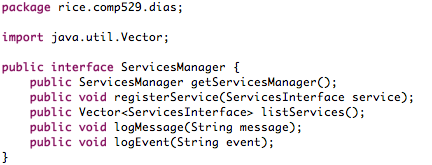 package rice.comp529.dias;
import java.util.Vector;
public interface ServicesManager {
public ServicesManager getServicesManager();
public void registerService(ServicesInterface service);
public Vector<ServicesInterface> listServices();
public void logMessage(String message);
public void logEvent(String event);
}